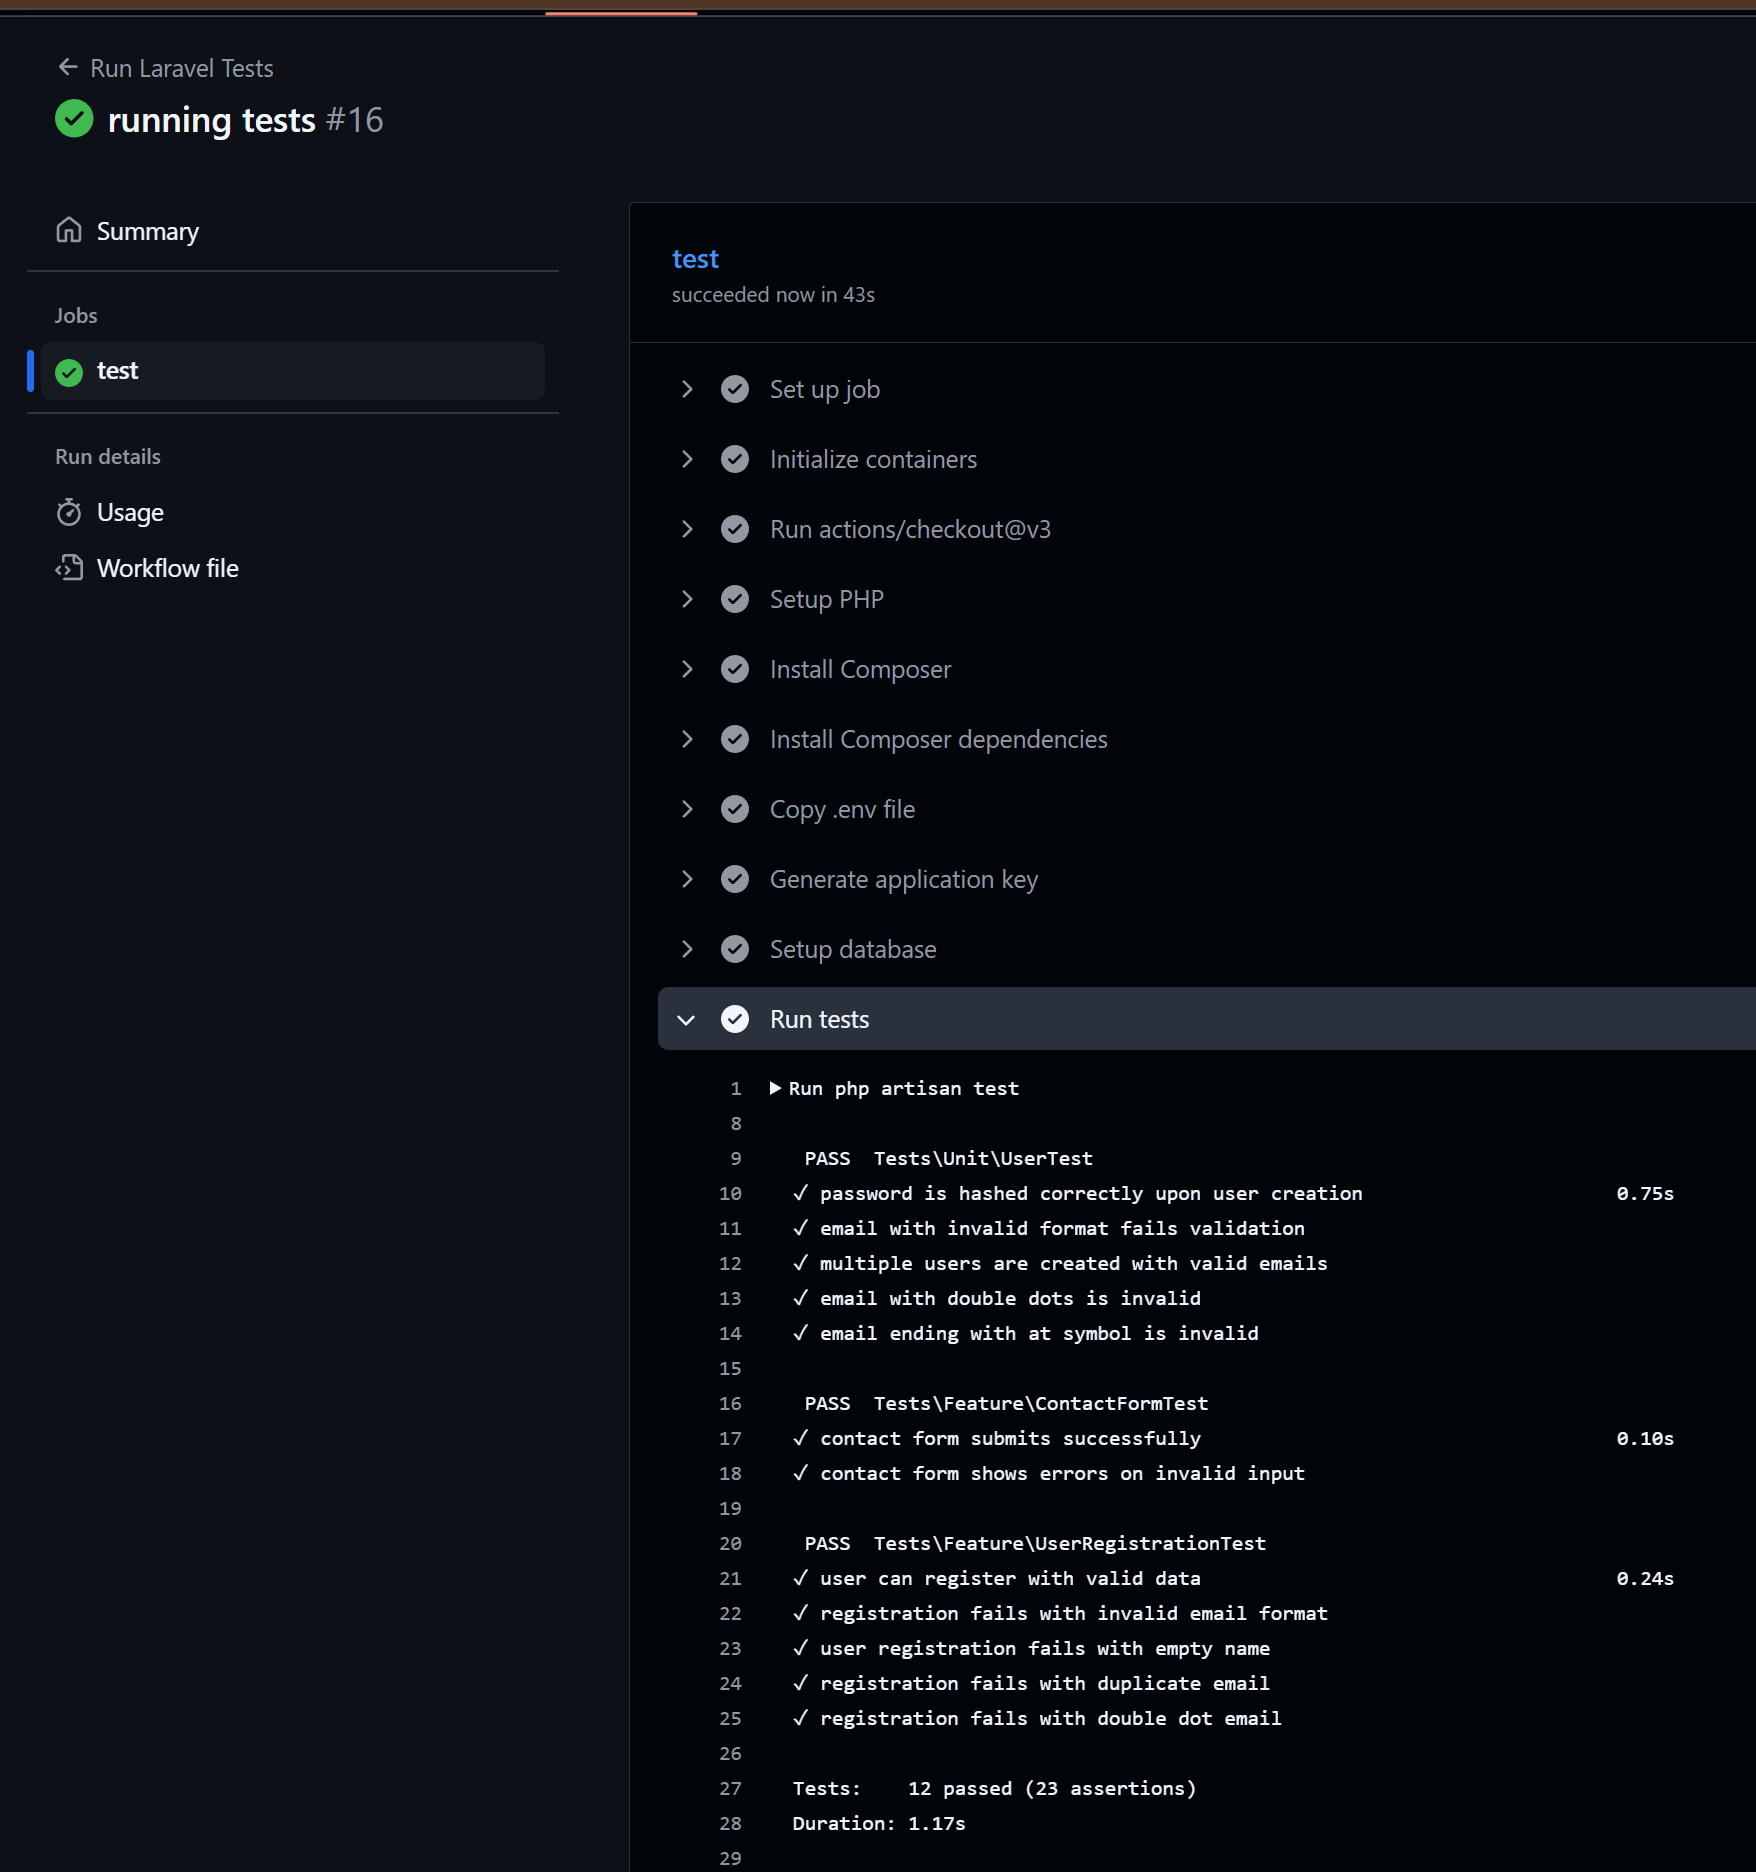 Run Laravel Tests
running tests #16
Summary
Jobs
test
Run details
Usage
Workflow file
test
succeeded now in 43s
Set up job
Initialize containers
Run actions/checkout@v3
Setup PHP
Install Composer
Install Composer dependencies
Copy .env file
Generate application key
Setup database
Run tests
1 ▶ Run php artisan test
8
9 PASS Tests\Unit\UserTest
10 ✓ password is hashed correctly upon user creation 0.75s
11 ✓ email with invalid format fails validation
12 ✓ multiple users are created with valid emails
13 ✓ email with double dots is invalid
14 ✓ email ending with at symbol is invalid
15
16 PASS Tests\Feature\ContactFormTest
17 ✓ contact form submits successfully 0.10s
18 ✓ contact form shows errors on invalid input
19
20 PASS Tests\Feature\UserRegistrationTest
21 ✓ user can register with valid data 0.24s
22 ✓ registration fails with invalid email format
23 ✓ user registration fails with empty name
24 ✓ registration fails with duplicate email
25 ✓ registration fails with double dot email
26
27 Tests: 12 passed (23 assertions)
28 Duration: 1.17s
29